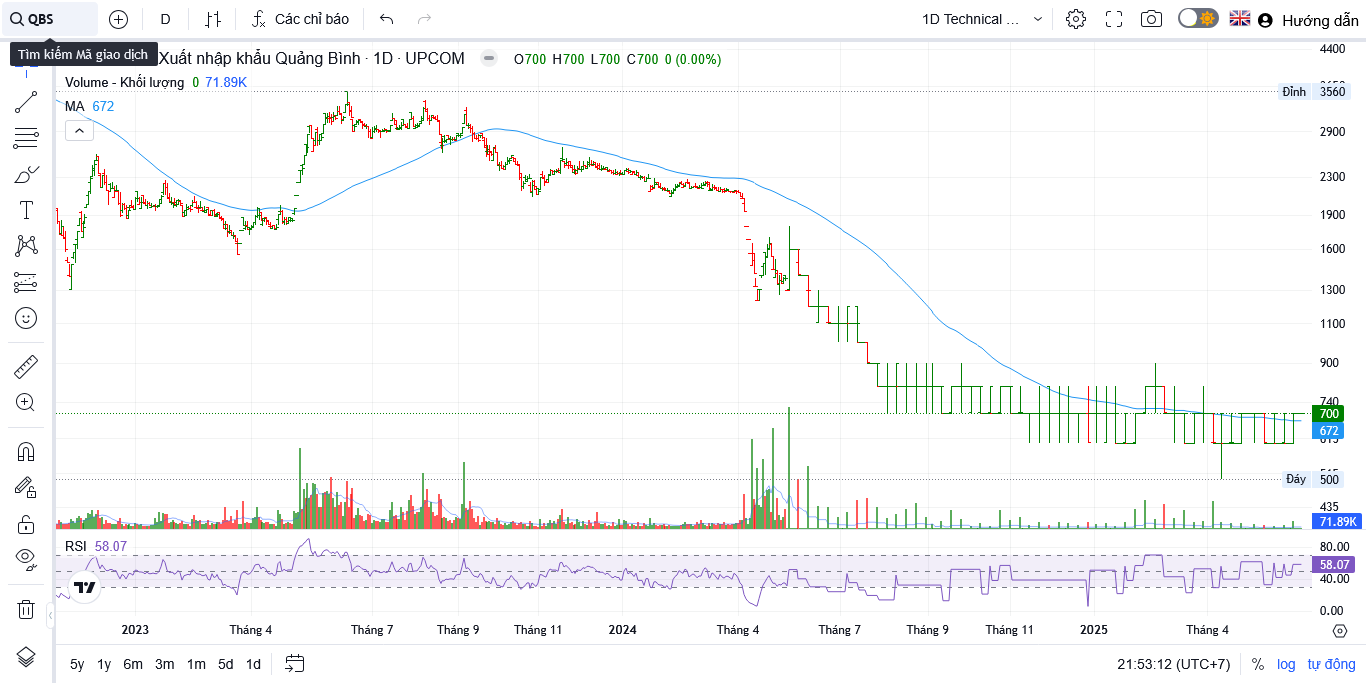 QBS
D
Các chỉ báo
1D Technical ...
Hướng dẫn
Tìm kiếm Mã giao dịch
Xuất nhập khẩu Quảng Bình · 1D · UPCOM
O700 H700 L700 C700 0 (0.00%)
Volume - Khối lượng 0 71.89K
MA 672
4400
Đỉnh 3560
2900
2300
1900
1600
1300
1100
900
740
700
672
Đáy 500
435
71.89K
RSI 58.07
80.00
58.07
40.00
0.00
2023 Tháng 4 Tháng 7 Tháng 9 Tháng 11 2024 Tháng 4 Tháng 7 Tháng 9 Tháng 11 2025 Tháng 4
5y 1y 6m 3m 1m 5d 1d
21:53:12 (UTC+7) % log tự động